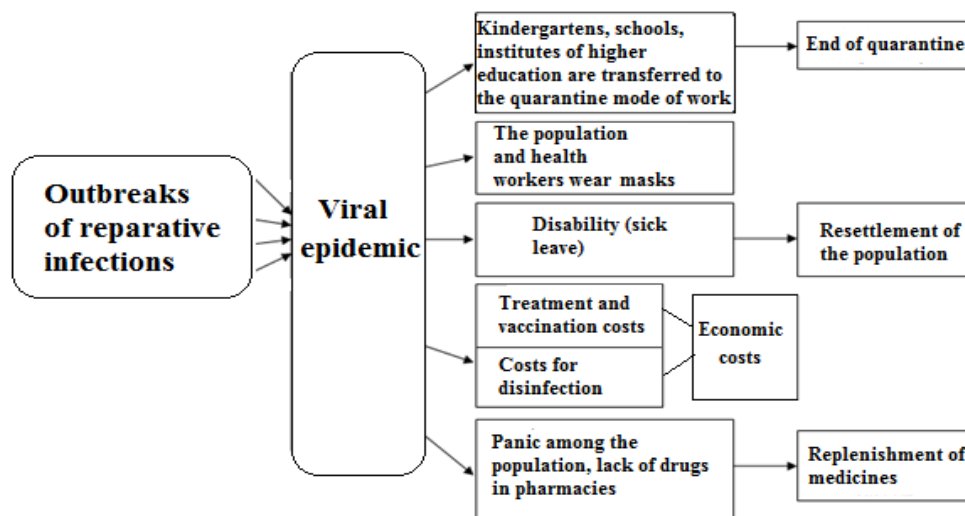 Outbreaks
of reparative
infections
Viral
epidemic
Kindergartens, schools,
institutes of higher
education are transferred to
the quarantine mode of work
End of quarantine
The population
and health
workers wear masks
Disability (sick
leave)
Resettlement of
the population
Treatment and
vaccination costs
Costs for
disinfection
Economic
costs
Panic among the
population, lack of drugs
in pharmacies
Replenishment of
medicines